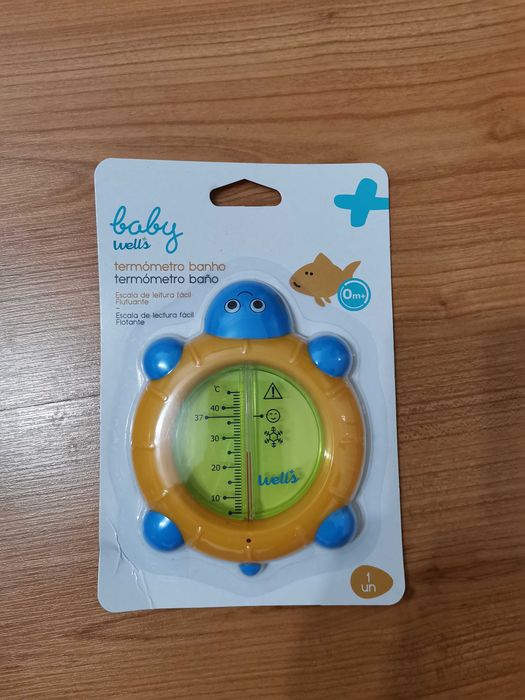 baby
well's
termómetro banho
termómetro baño
Escala de leitura fácil
Flutuante
Escala de lectura fácil
Flotante
0m+
°C
40
37
30
20
10
well's
1
un